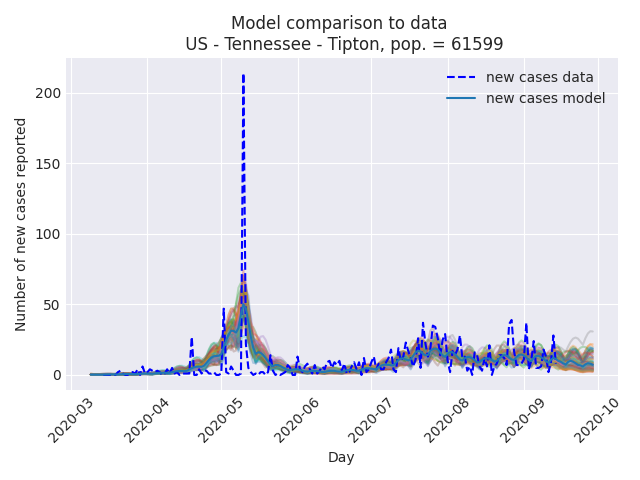 Model comparison to data
US - Tennessee - Tipton, pop. = 61599
new cases data
new cases model
Number of new cases reported
200
150
100
50
0
2020-03
2020-04
2020-05
2020-06
2020-07
2020-08
2020-09
2020-10
Day